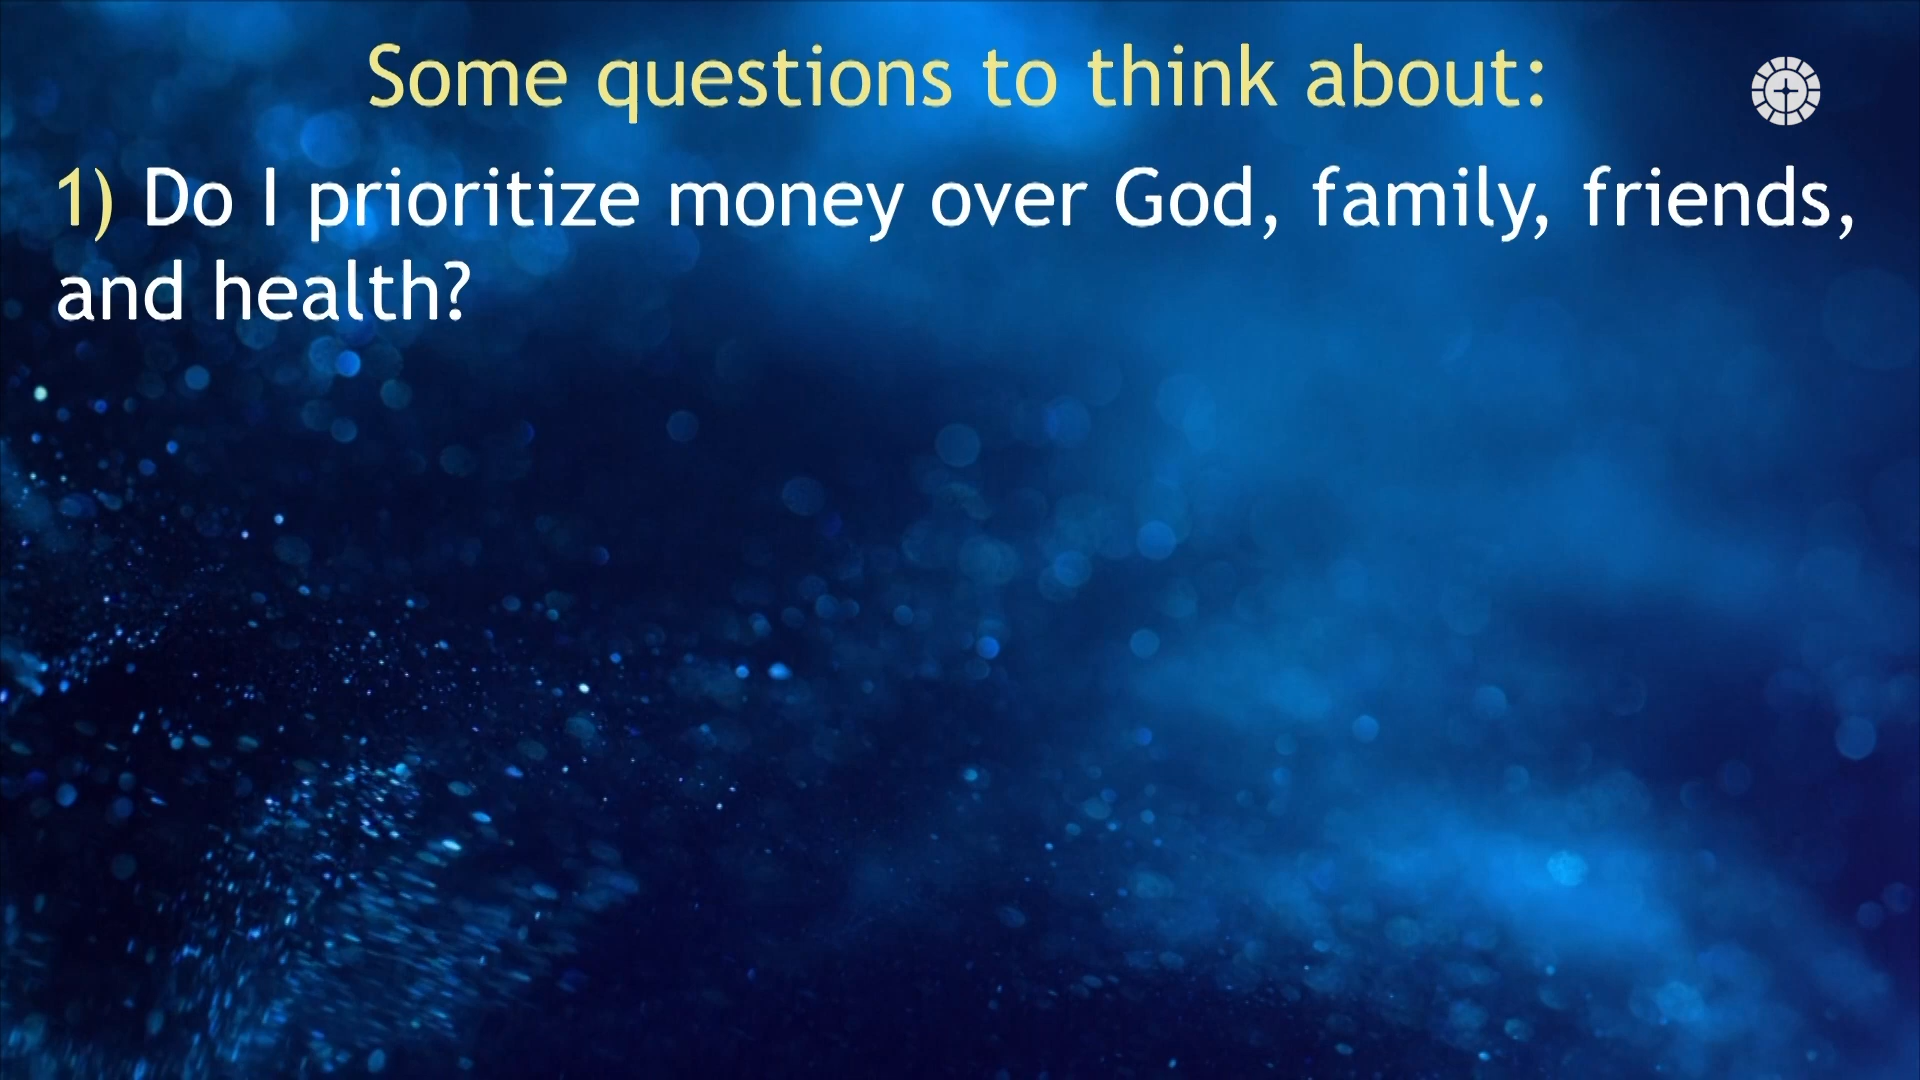 Some questions to think about:
1) Do I prioritize money over God, family, friends,
and health?